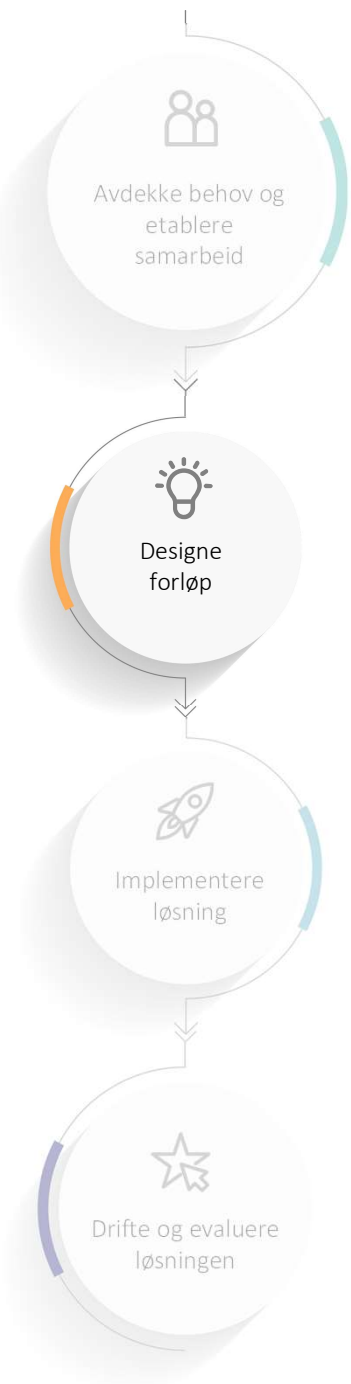 Avdekke behov og
etablere
samarbeid
Designe
forløp
Implementere
løsning
Drifte og evaluere
løsningen